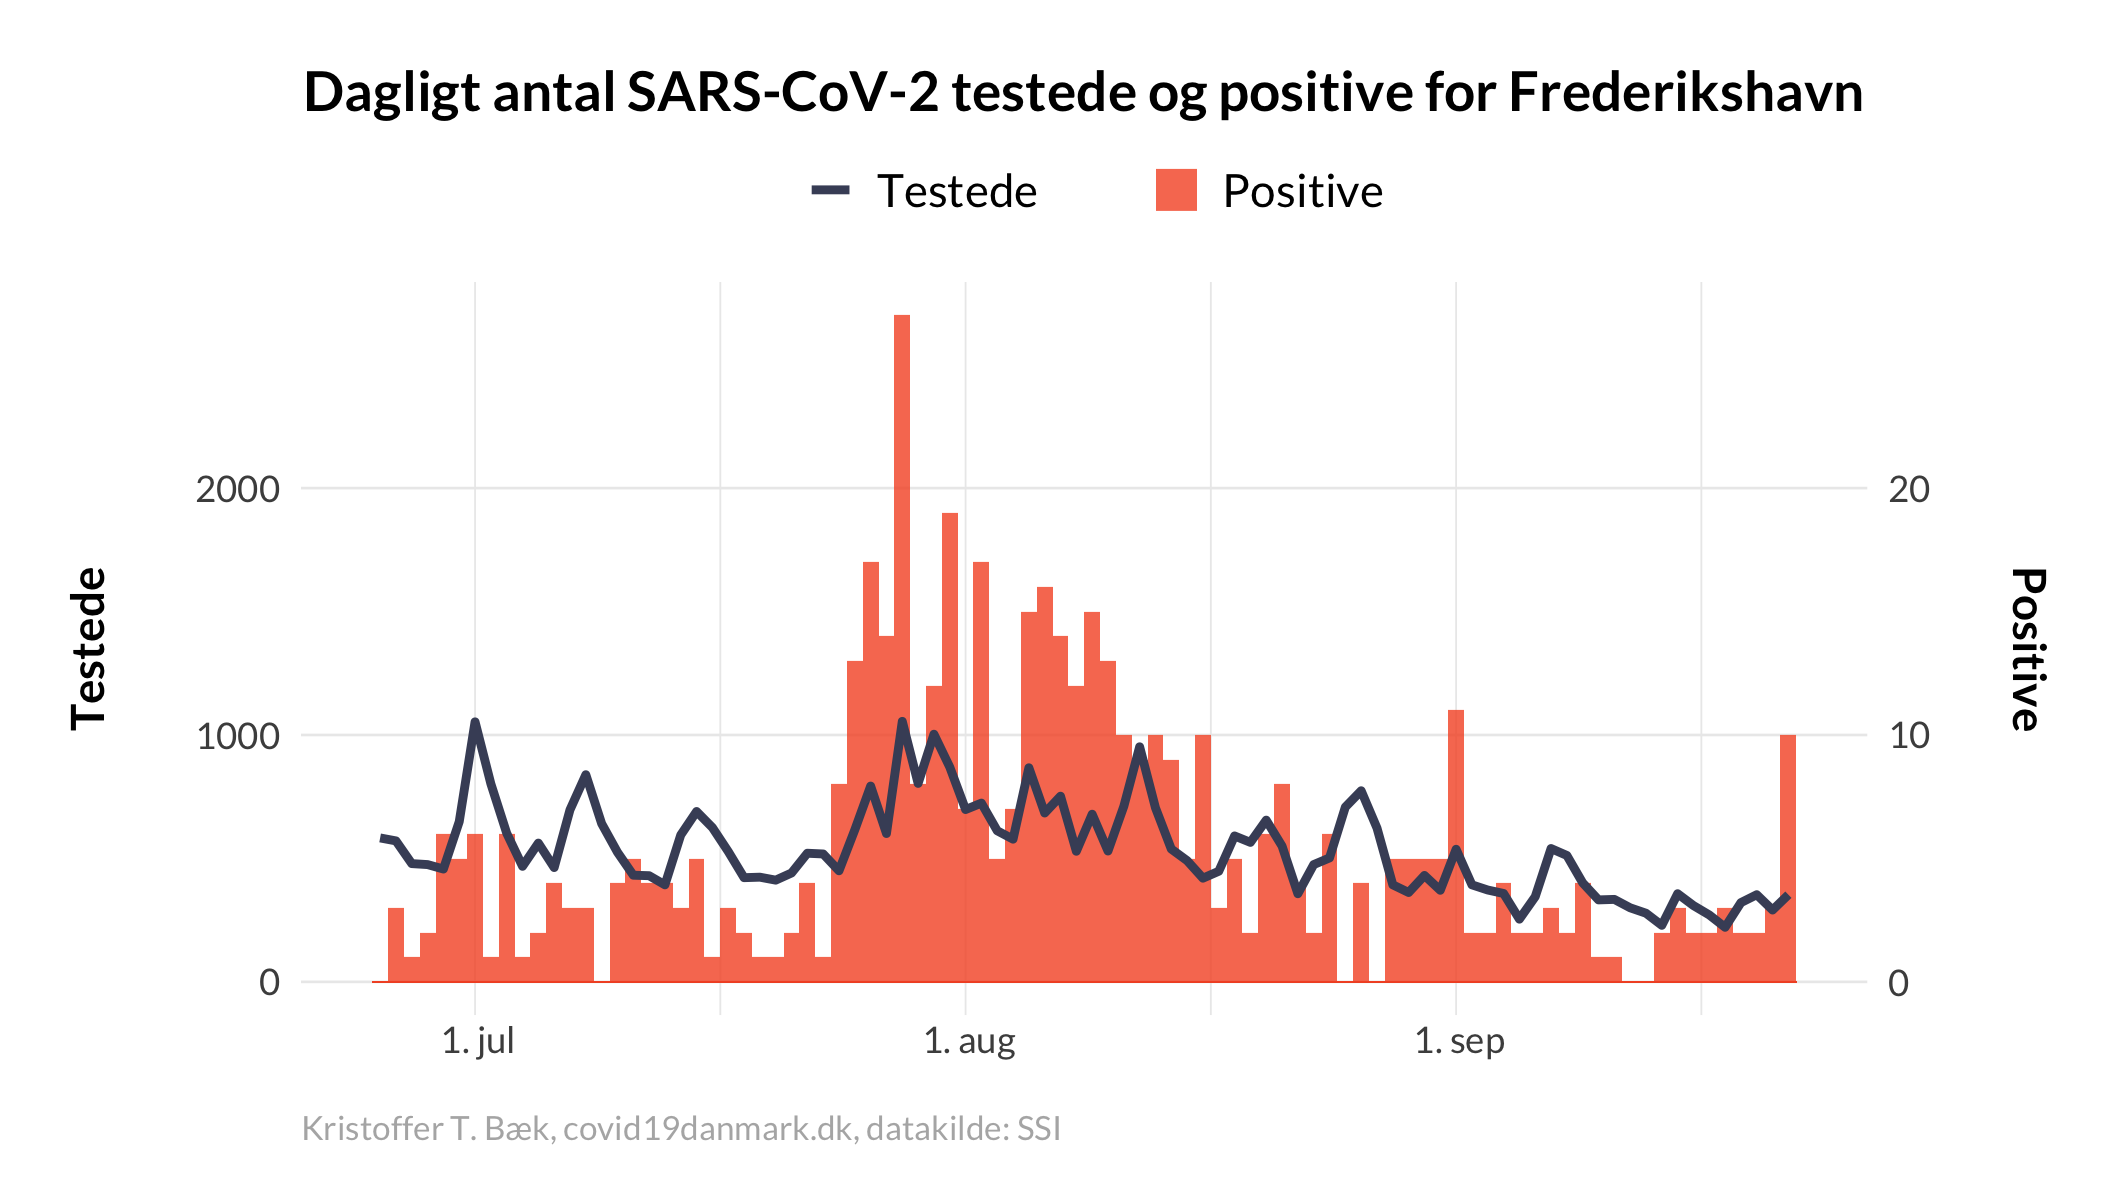 Dagligt antal SARS-CoV-2 testede og positive for Frederikshavn
Testede
Positive
2000
1000
0
Testede
20
10
0
Positive
1. jul
1. aug
1. sep
Kristoffer T. Bæk, covid19danmark.dk, datakilde: SSI